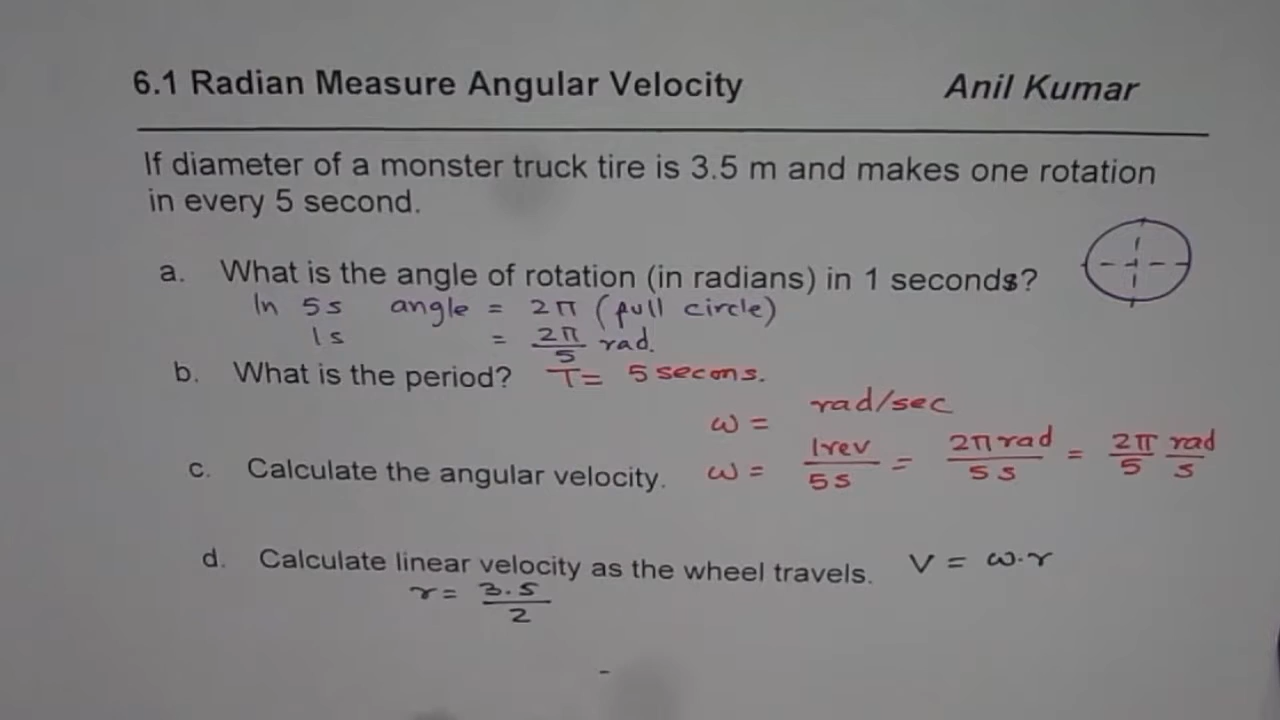 6.1 Radian Measure Angular Velocity Anil Kumar
If diameter of a monster truck tire is 3.5 m and makes one rotation
in every 5 second.
a. What is the angle of rotation (in radians) in 1 seconds?
In 5s angle = 2π (full circle)
1s = 2π/5 rad.
b. What is the period? T= 5 secons.
ω = rad/sec
c. Calculate the angular velocity. ω = 1rev/5s = 2π rad/5s = 2π/5 rad/s
d. Calculate linear velocity as the wheel travels. V = ω·r
r = 3.5/2